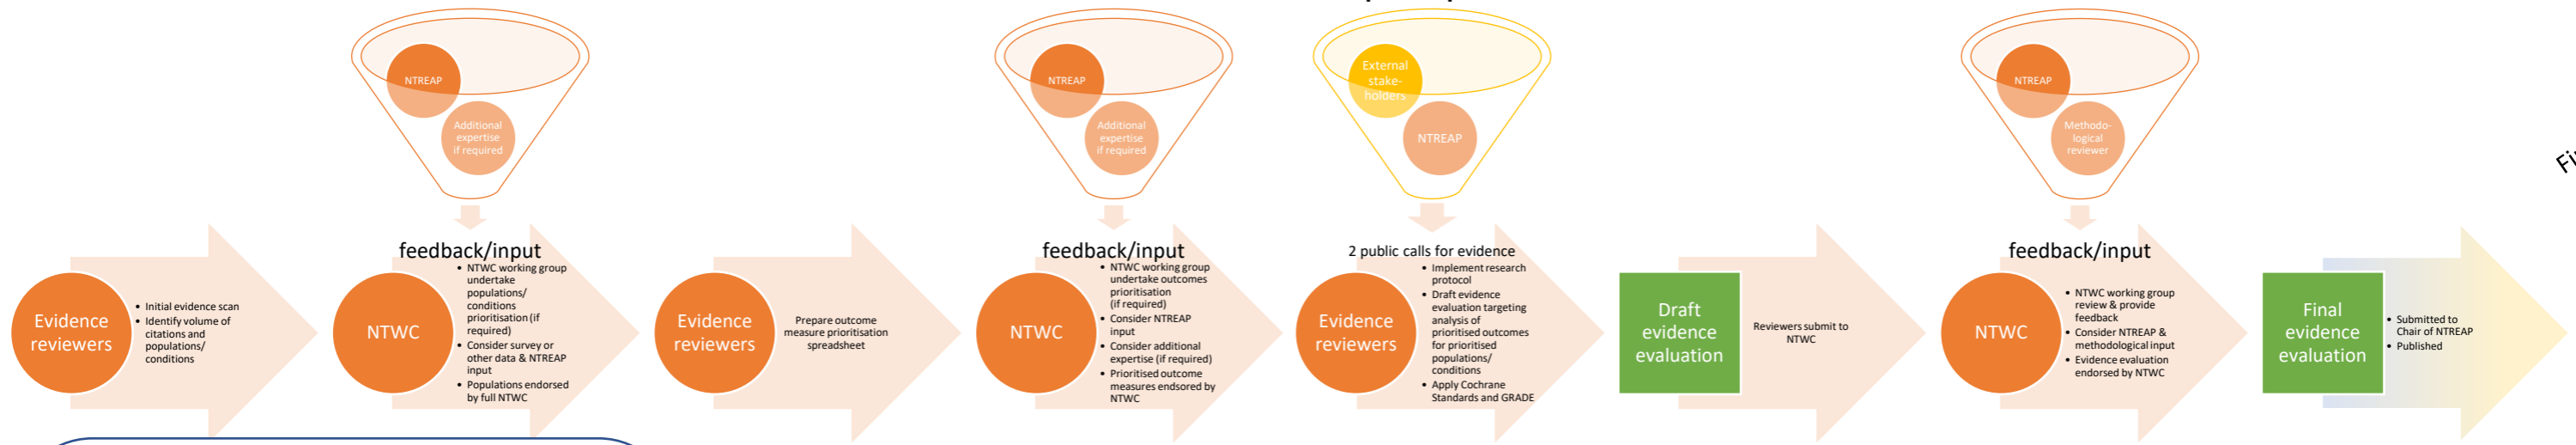 NTREAP
Additional
expertise
if required
NTREAP
Additional
expertise
if required
External
stake-
holders
NTREAP
NTREAP
Methodo-
logical
reviewer
Evidence
reviewers
• Initial evidence scan
• Identify volume of
citations and
populations/
conditions
feedback/input
NTWC
• NTWC working group
undertake
populations/
conditions
prioritisation (if
required)
• Consider survey or
other data & NTREAP
input
• Populations endorsed
by full NTWC
Evidence
reviewers
Prepare outcome
measure prioritisation
spreadsheet
feedback/input
NTWC
• NTWC working group
undertake outcomes
prioritisation
(if required)
• Consider NTREAP
input
• Consider additional
expertise (if required)
• Prioritised outcome
measures endsored by
NTWC
2 public calls for evidence
Evidence
reviewers
• Implement research
protocol
• Draft evidence
evaluation targeting
analysis of
prioritised outcomes
for prioritised
populations/
conditions
• Apply Cochrane
Standards and GRADE
Draft
evidence
evaluation
Reviewers submit to
NTWC
feedback/input
NTWC
• NTWC working group
review & provide
feedback
• Consider NTREAP &
methodological input
• Evidence evaluation
endorsed by NTWC
Final
evidence
evaluation
• Submitted to
Chair of NTREAP
• Published